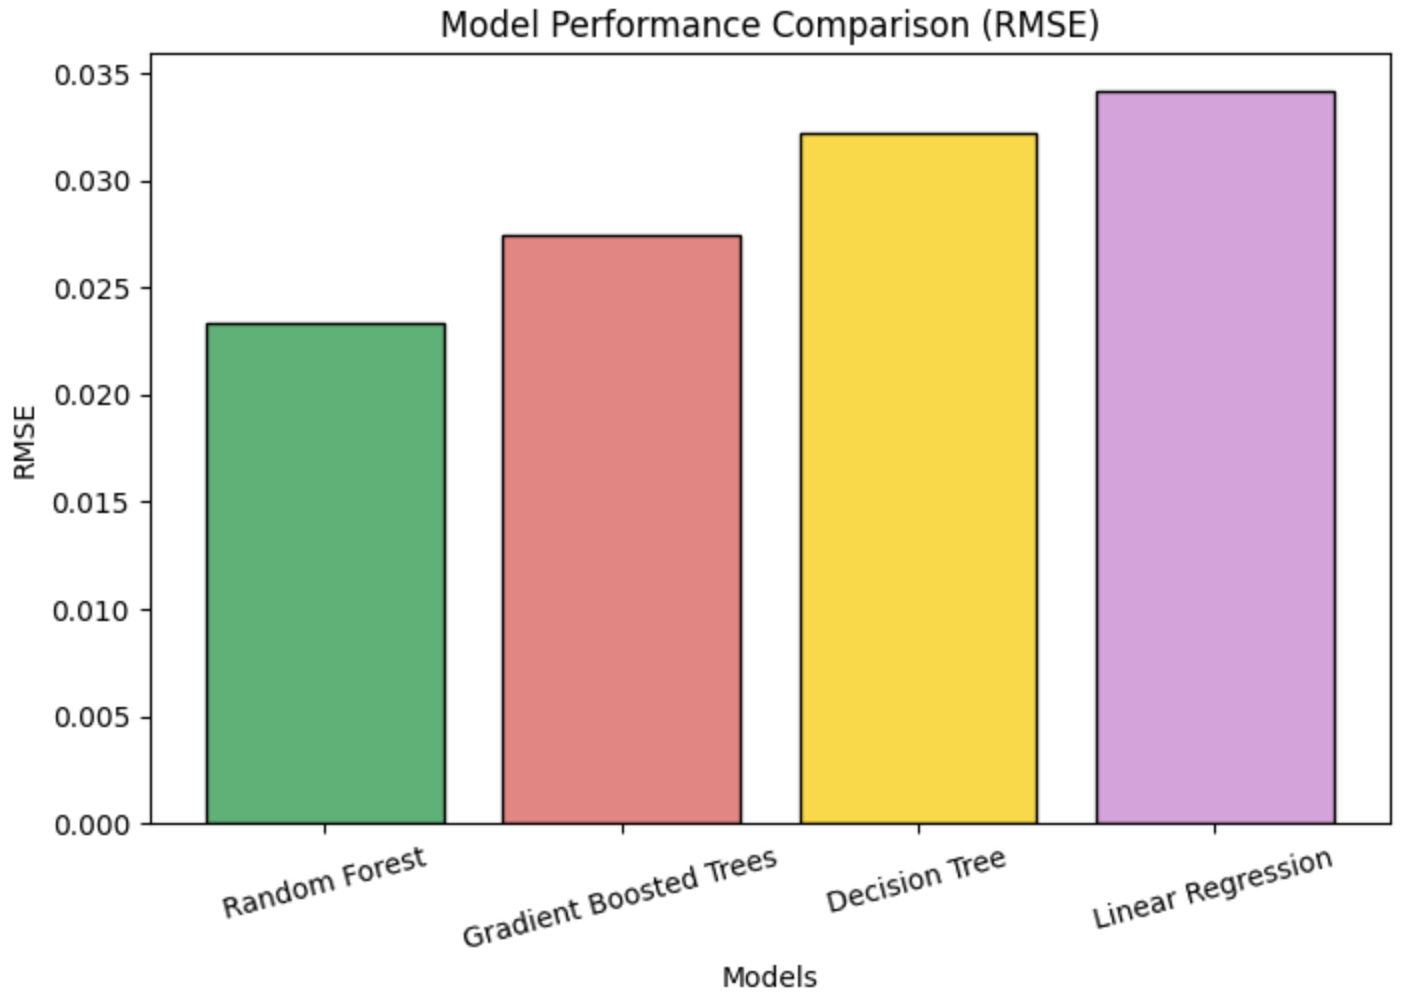 Model Performance Comparison (RMSE)
0.035
0.030
0.025
0.020
0.015
0.010
0.005
0.000
RMSE
Random Forest
Gradient Boosted Trees
Decision Tree
Linear Regression
Models